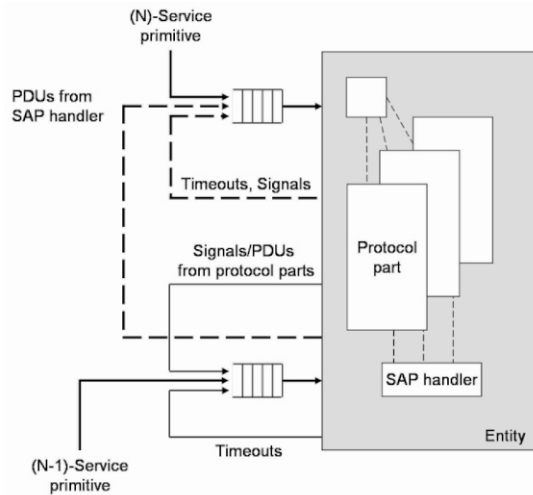 (N)-Service
primitive
PDUs from
SAP handler
Timeouts, Signals
Signals/PDUs
from protocol parts
Protocol
part
SAP handler
Entity
Timeouts
(N-1)-Service
primitive